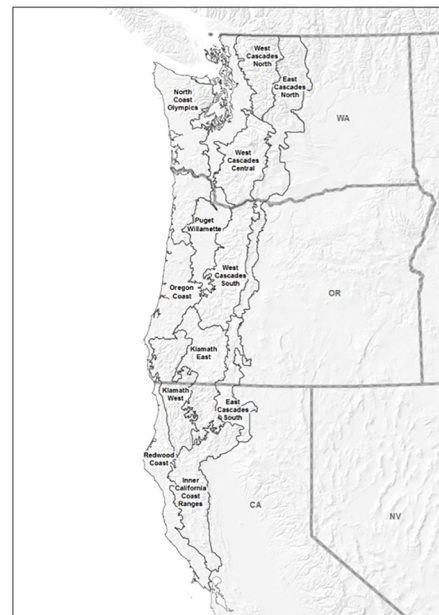 West
Cascades
North
East
Cascades
North
North
Coast
Olympics
WA
West
Cascades
Central
Puget
Willamette
West
Cascades
South
Oregon
Coast
OR
Klamath
East
Klamath
West
East
Cascades
South
Redwood
Coast
Inner
California
Coast
Ranges
CA
NV